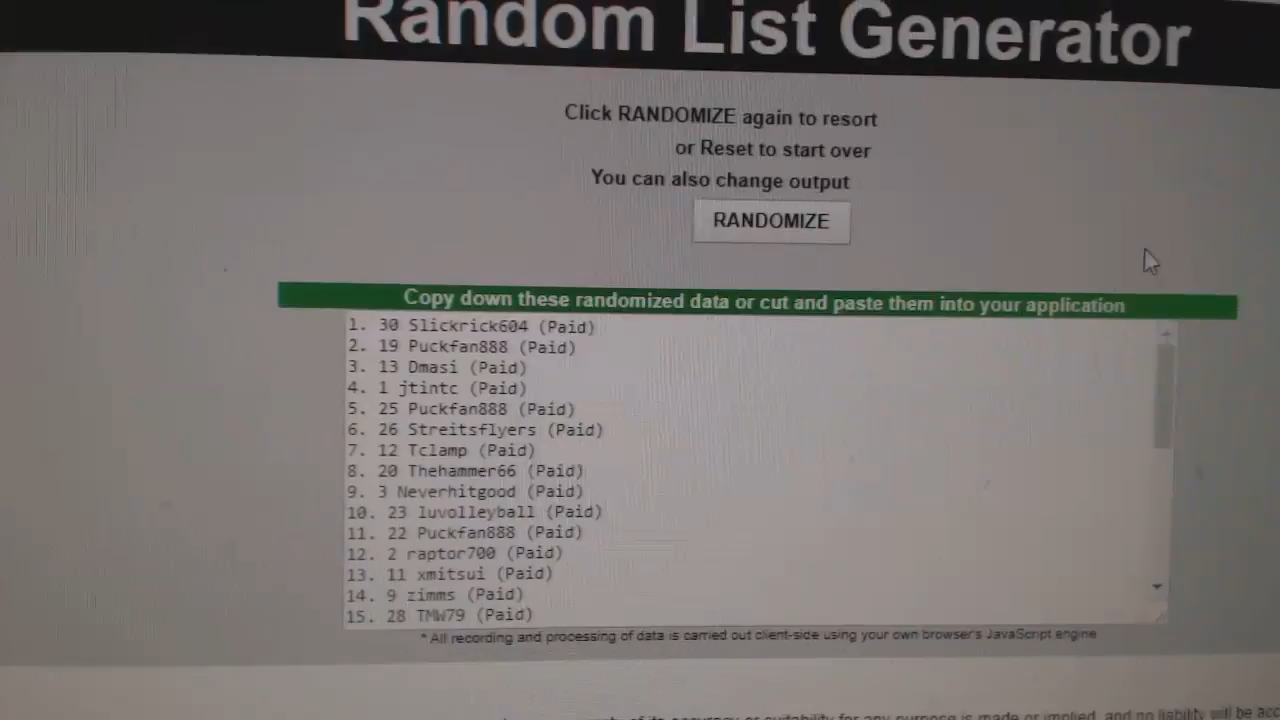 Random List Generator
Click RANDOMIZE again to resort
or Reset to start over
You can also change output
RANDOMIZE
Copy down these randomized data or cut and paste them into your application
1. 30 Slickrick604 (Paid)
2. 19 Puckfan888 (Paid)
3. 13 Dmasi (Paid)
4. 1 jtintc (Paid)
5. 25 Puckfan888 (Paid)
6. 26 Streitsflyers (Paid)
7. 12 Tclamp (Paid)
8. 20 Thehammer66 (Paid)
9. 3 Neverhitgood (Paid)
10. 23 luvolleyball (Paid)
11. 22 Puckfan888 (Paid)
12. 2 raptor700 (Paid)
13. 11 xmitsui (Paid)
14. 9 zimms (Paid)
15. 28 TMW79 (Paid)
* All recording and processing of data is carried out client-side using your own browser's JavaScript engine
of its accuracy or suitability for any purpose is made or implied, and no liability will be